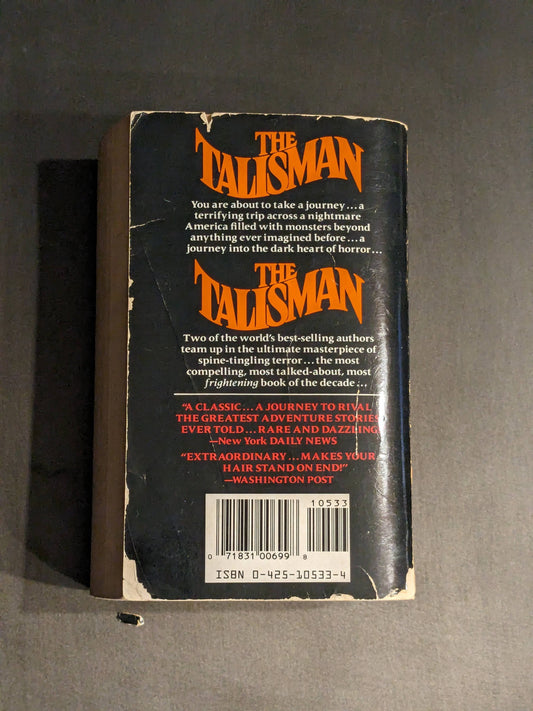 THE
TALISMAN
You are about to take a journey...a
terrifying trip across a nightmare
America filled with monsters beyond
anything ever imagined before...a
journey into the dark heart of horror...
THE
TALISMAN
Two of the world's best-selling authors
team up in the ultimate masterpiece of
spine-tingling terror...the most
compelling, most talked-about, most
frightening book of the decade...
"A CLASSIC...A JOURNEY TO RIVAL
THE GREATEST ADVENTURE STORIES
EVER TOLD...RARE AND DAZZLING."
—New York DAILY NEWS
"EXTRAORDINARY...MAKES YOUR
HAIR STAND ON END!"
—WASHINGTON POST
10533
0 71831 00699 8
ISBN 0-425-10533-4